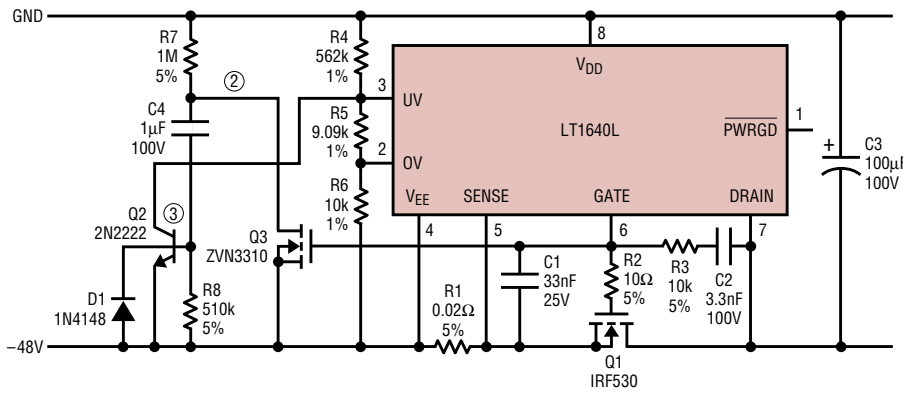 GND
R7
1M
5%
②
C4
1μF
100V
R4
562k
1%
R5
9.09k
1%
R6
10k
1%
3
UV
2
OV
8
VDD
LT1640L
PWRGD
1
VEE
SENSE
GATE
DRAIN
4
5
6
7
+
C3
100μF
100V
Q2
2N2222
③
Q3
ZVN3310
D1
1N4148
R8
510k
5%
R1
0.02Ω
5%
C1
33nF
25V
R2
10Ω
5%
R3
10k
5%
C2
3.3nF
100V
–48V
Q1
IRF530